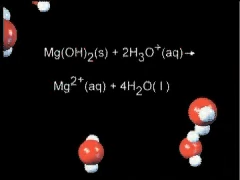 Mg(OH)₂(s) + 2H₃O⁺(aq)→
Mg²⁺(aq) + 4H₂O( l )